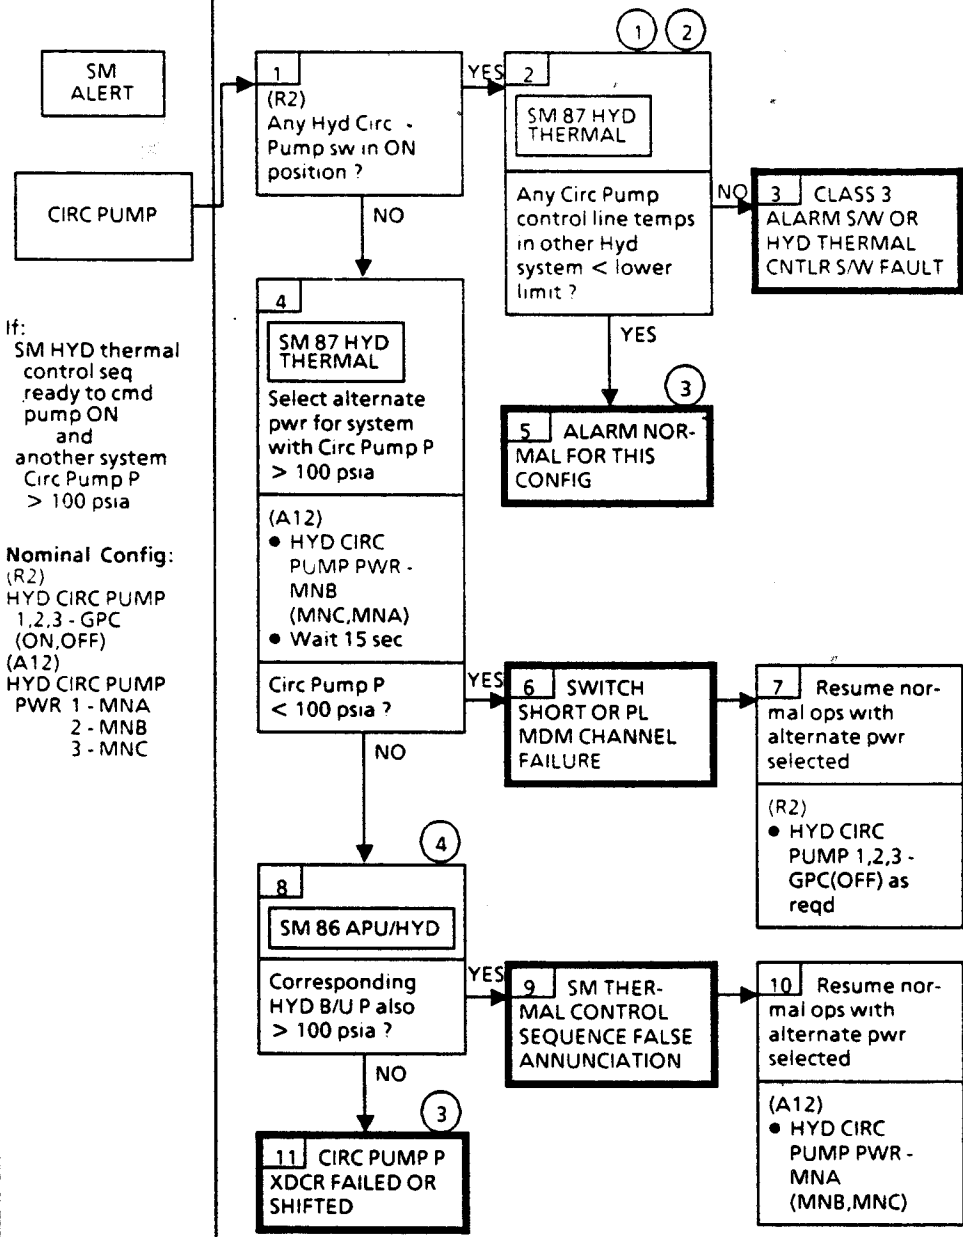 SM
ALERT
CIRC PUMP
If:
SM HYD thermal
control seq
ready to cmd
pump ON
and
another system
Circ Pump P
> 100 psia
Nominal Config:
(R2)
HYD CIRC PUMP
1,2,3 - GPC
(ON,OFF)
(A12)
HYD CIRC PUMP
PWR 1 - MNA
2 - MNB
3 - MNC
1
(R2)
Any Hyd Circ -
Pump sw in ON
position ?
YES
NO
1 2
2
SM 87 HYD
THERMAL
Any Circ Pump
control line temps
in other Hyd
system < lower
limit ?
NO
YES
3 CLASS 3
ALARM S/W OR
HYD THERMAL
CNTLR S/W FAULT
4
SM 87 HYD
THERMAL
Select alternate
pwr for system
with Circ Pump P
> 100 psia
(A12)
● HYD CIRC
PUMP PWR -
MNB
(MNC,MNA)
● Wait 15 sec
Circ Pump P
< 100 psia ?
YES
NO
3
5 ALARM NOR-
MAL FOR THIS
CONFIG
6 SWITCH
SHORT OR PL
MDM CHANNEL
FAILURE
7 Resume nor-
mal ops with
alternate pwr
selected
(R2)
● HYD CIRC
PUMP 1,2,3 -
GPC(OFF) as
reqd
4
8
SM 86 APU/HYD
Corresponding
HYD B/U P also
> 100 psia ?
YES
NO
9 SM THER-
MAL CONTROL
SEQUENCE FALSE
ANNUNCIATION
10 Resume nor-
mal ops with
alternate pwr
selected
(A12)
● HYD CIRC
PUMP PWR -
MNA
(MNB,MNC)
3
11 CIRC PUMP P
XDCR FAILED OR
SHIFTED